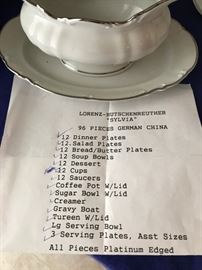 LORENZ-HUTSCHENREUTHER
"SYLVIA"
96 PIECES GERMAN CHINA
12 Dinner Plates
12 Salad Plates
12 Bread/Butter Plates
12 Soup Bowls
12 Dessert
12 Cups
12 Saucers
Coffee Pot W/Lid
Sugar Bowl W/Lid
Creamer
Gravy Boat
Tureen W/Lid
Lg Serving Bowl
3 Serving Plates, Asst Sizes
All Pieces Platinum Edged